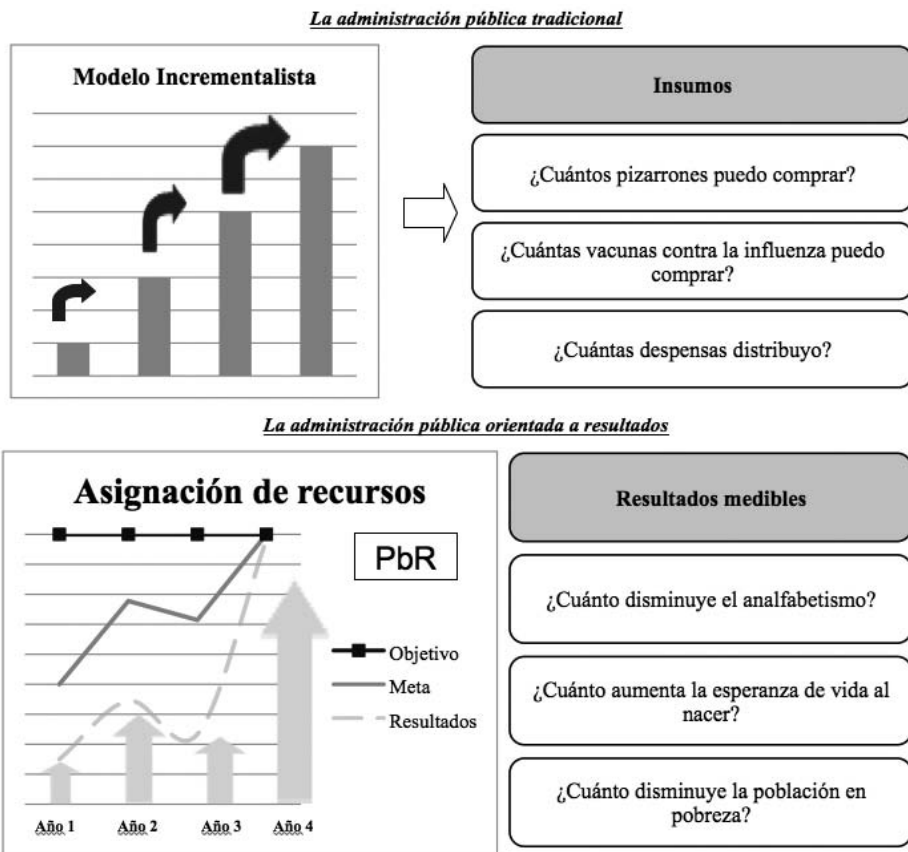 La administración pública tradicional
Modelo Incrementalista
Insumos
¿Cuántos pizarrones puedo comprar?
¿Cuántas vacunas contra la influenza puedo
comprar?
¿Cuántas despensas distribuyo?
La administración pública orientada a resultados
Asignación de recursos
PbR
Objetivo
Meta
Resultados
Año 1
Año 2
Año 3
Año 4
Resultados medibles
¿Cuánto disminuye el analfabetismo?
¿Cuánto aumenta la esperanza de vida al
nacer?
¿Cuánto disminuye la población en
pobreza?